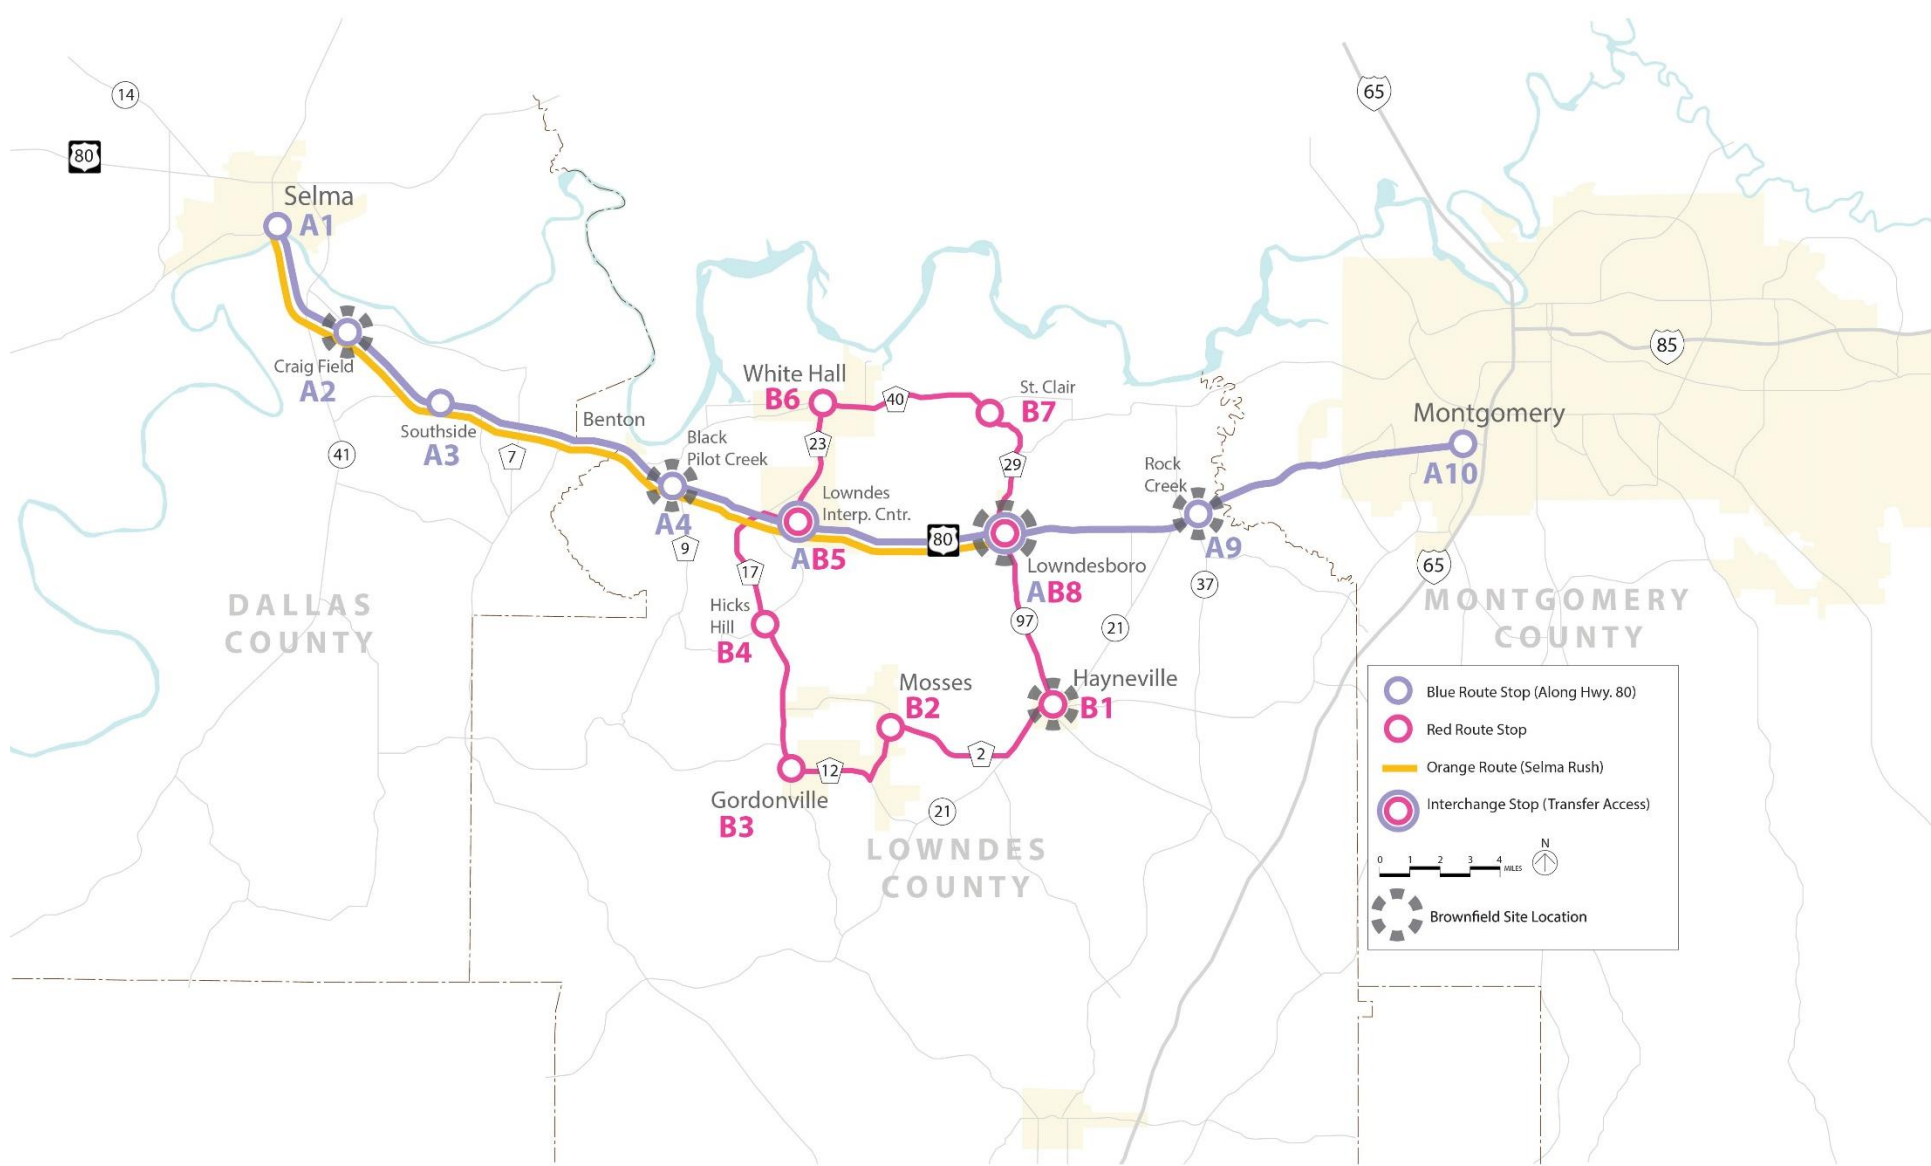 14
65
80
Selma
A1
85
Craig Field
A2
White Hall
B6
40
St. Clair
B7
Benton
Southside
A3
41
7
Black
Pilot Creek
A4
9
23
29
Montgomery
A10
Rock
Creek
A9
Lowndes
Interp. Cntr.
AB5
80
Lowndesboro
AB8
65
37
17
97
21
DALLAS
COUNTY
Hicks
Hill
B4
MONTGOMERY
COUNTY
Mosses
B2
Hayneville
B1
2
12
Gordonville
B3
21
LOWNDES
COUNTY
Blue Route Stop (Along Hwy. 80)
Red Route Stop
Orange Route (Selma Rush)
Interchange Stop (Transfer Access)
0 1 2 3 4 MILES
N
Brownfield Site Location